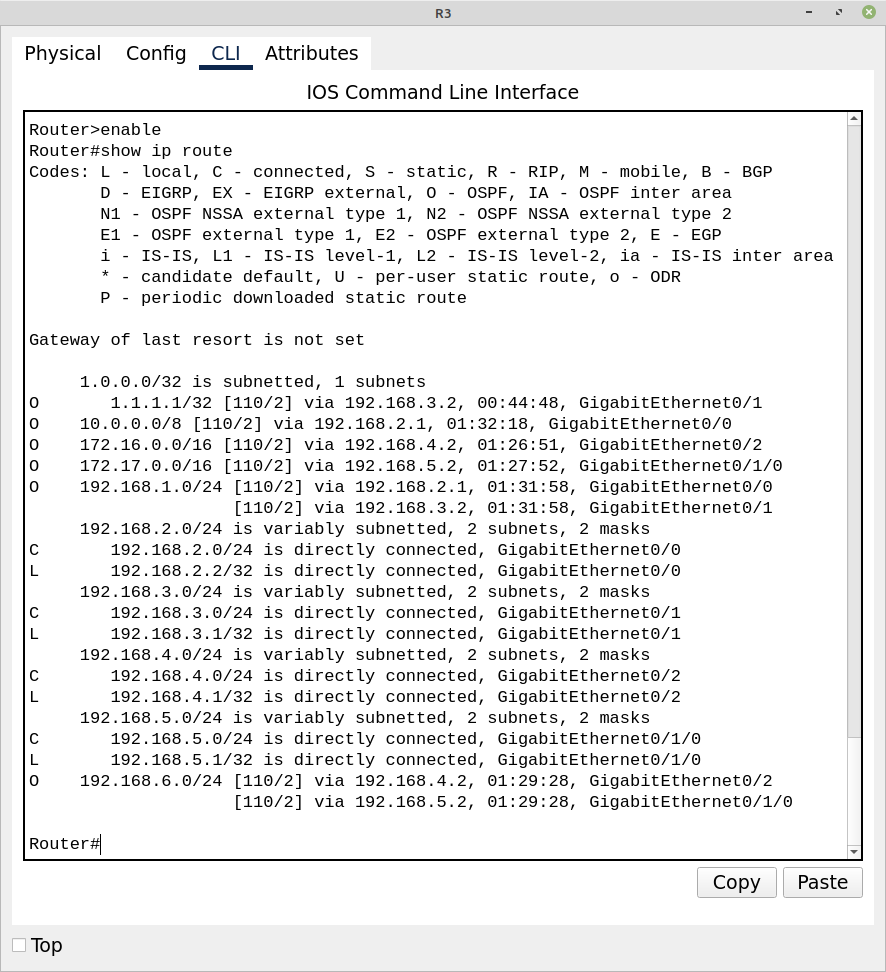 R3
Physical Config CLI Attributes
IOS Command Line Interface
Router>enable
Router#show ip route
Codes: L - local, C - connected, S - static, R - RIP, M - mobile, B - BGP
       D - EIGRP, EX - EIGRP external, O - OSPF, IA - OSPF inter area
       N1 - OSPF NSSA external type 1, N2 - OSPF NSSA external type 2
       E1 - OSPF external type 1, E2 - OSPF external type 2, E - EGP
       i - IS-IS, L1 - IS-IS level-1, L2 - IS-IS level-2, ia - IS-IS inter area
       * - candidate default, U - per-user static route, o - ODR
       P - periodic downloaded static route
Gateway of last resort is not set
     1.0.0.0/32 is subnetted, 1 subnets
O       1.1.1.1/32 [110/2] via 192.168.3.2, 00:44:48, GigabitEthernet0/1
O    10.0.0.0/8 [110/2] via 192.168.2.1, 01:32:18, GigabitEthernet0/0
O    172.16.0.0/16 [110/2] via 192.168.4.2, 01:26:51, GigabitEthernet0/2
O    172.17.0.0/16 [110/2] via 192.168.5.2, 01:27:52, GigabitEthernet0/1/0
O    192.168.1.0/24 [110/2] via 192.168.2.1, 01:31:58, GigabitEthernet0/0
                    [110/2] via 192.168.3.2, 01:31:58, GigabitEthernet0/1
     192.168.2.0/24 is variably subnetted, 2 subnets, 2 masks
C       192.168.2.0/24 is directly connected, GigabitEthernet0/0
L       192.168.2.2/32 is directly connected, GigabitEthernet0/0
     192.168.3.0/24 is variably subnetted, 2 subnets, 2 masks
C       192.168.3.0/24 is directly connected, GigabitEthernet0/1
L       192.168.3.1/32 is directly connected, GigabitEthernet0/1
     192.168.4.0/24 is variably subnetted, 2 subnets, 2 masks
C       192.168.4.0/24 is directly connected, GigabitEthernet0/2
L       192.168.4.1/32 is directly connected, GigabitEthernet0/2
     192.168.5.0/24 is variably subnetted, 2 subnets, 2 masks
C       192.168.5.0/24 is directly connected, GigabitEthernet0/1/0
L       192.168.5.1/32 is directly connected, GigabitEthernet0/1/0
O    192.168.6.0/24 [110/2] via 192.168.4.2, 01:29:28, GigabitEthernet0/2
                    [110/2] via 192.168.5.2, 01:29:28, GigabitEthernet0/1/0
Router#
Copy Paste
Top